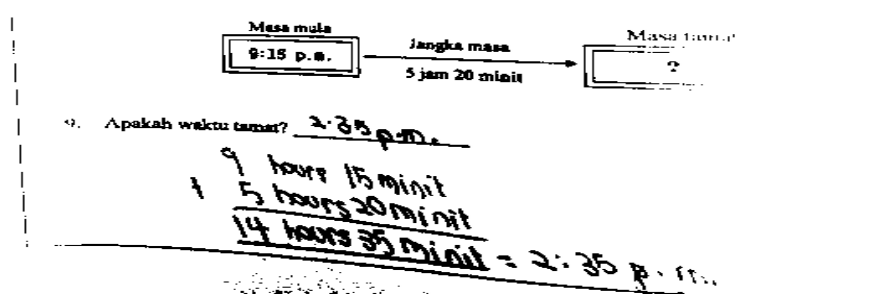 Masa mula
9:15 p.m.
Jangka masa
5 jam 20 minit
Masa tamat
?
9. Apakah waktu tamat? 2.35 p.m.
9 hours 15 minit
+ 5 hours 20 minit
14 hours 35 minit = 2:35 p.m.